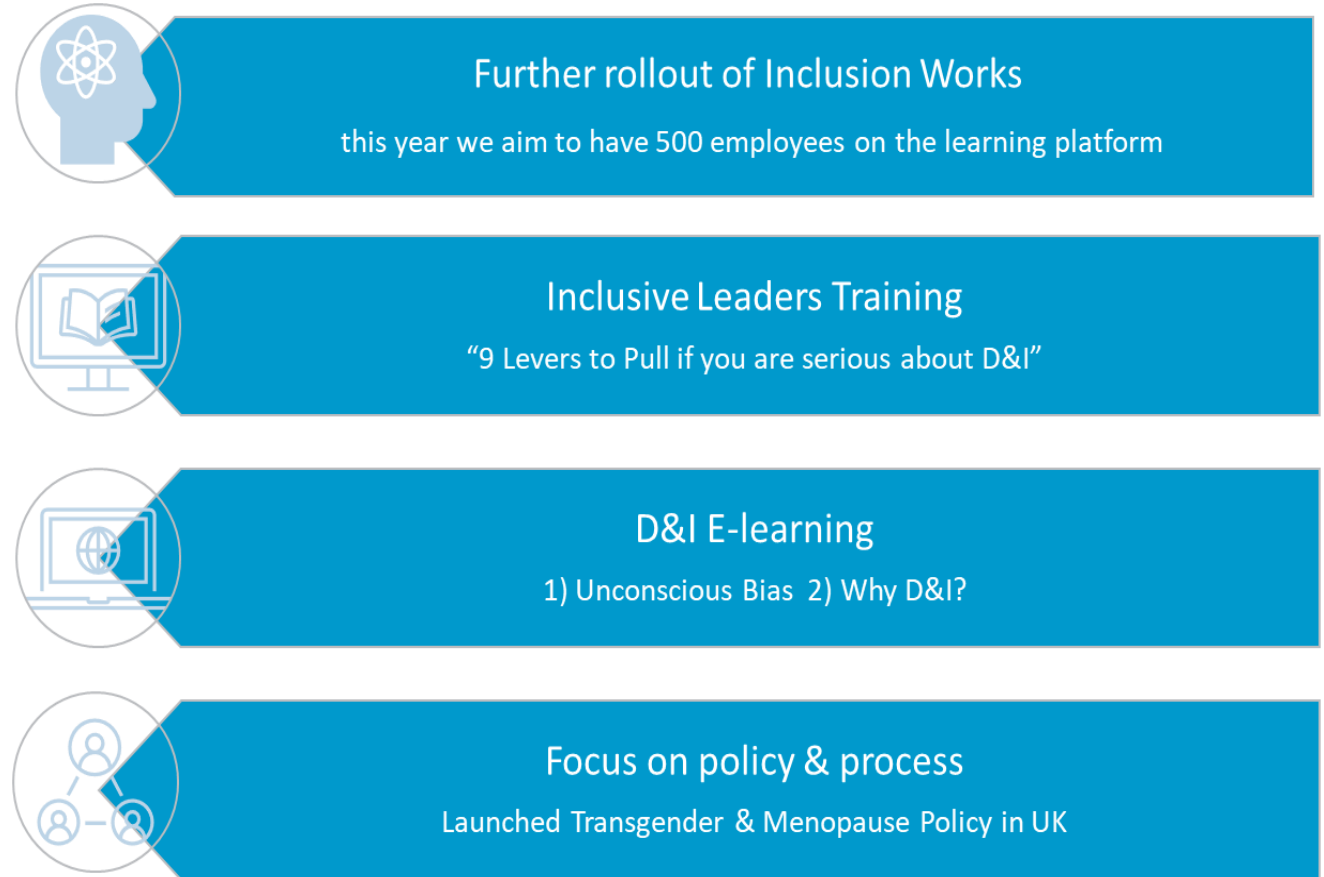 Further rollout of Inclusion Works
this year we aim to have 500 employees on the learning platform
Inclusive Leaders Training
“9 Levers to Pull if you are serious about D&I”
D&I E-learning
1) Unconscious Bias  2) Why D&I?
Focus on policy & process
Launched Transgender & Menopause Policy in UK